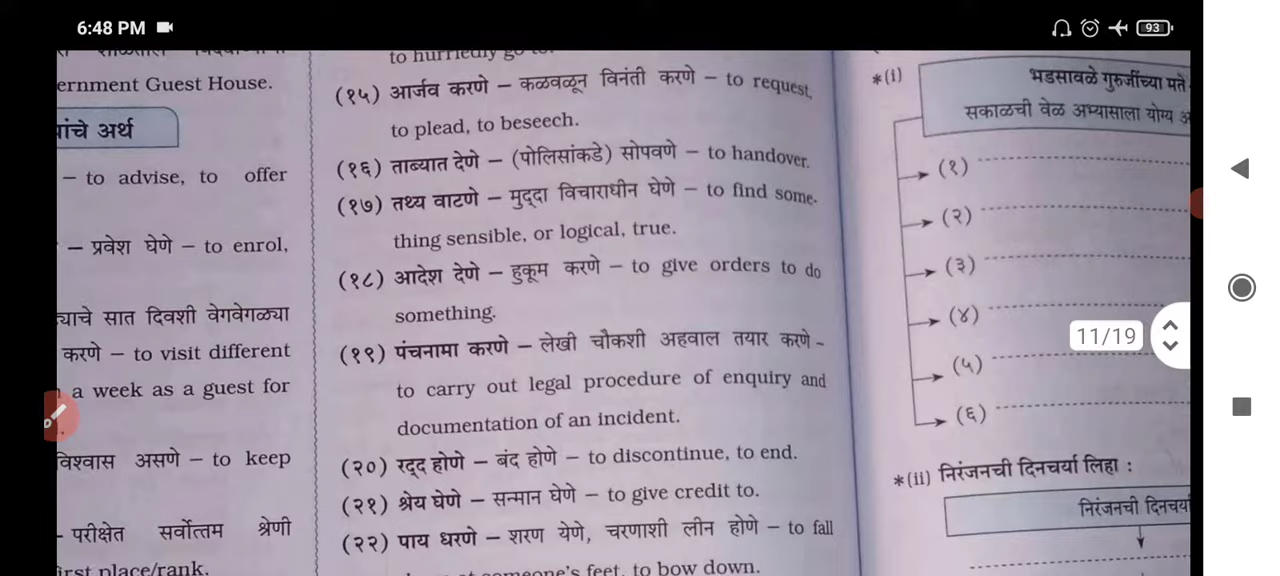 6:48 PM
93
ernment Guest House.
यांचे अर्थ
– to advise, to offer
– प्रवेश घेणे – to enrol,
याचे सात दिवशी वेगवेगळ्या
करणे – to visit different
a week as a guest for
विश्वास असणे – to keep
- परीक्षेत सर्वोत्तम श्रेणी
irst place/rank.
to hurriedly go to.
(१५) आर्जव करणे – कळवळून विनंती करणे – to request,
to plead, to beseech.
(१६) ताब्यात देणे – (पोलिसांकडे) सोपवणे – to handover.
(१७) तथ्य वाटणे – मुद्दा विचाराधीन घेणे – to find some-
thing sensible, or logical, true.
(१८) आदेश देणे – हुकूम करणे – to give orders to do
something.
(१९) पंचनामा करणे – लेखी चौकशी अहवाल तयार करणे –
to carry out legal procedure of enquiry and
documentation of an incident.
(२०) रद्द होणे – बंद होणे – to discontinue, to end.
(२१) श्रेय घेणे – सन्मान घेणे – to give credit to.
(२२) पाय धरणे – शरण येणे, चरणाशी लीन होणे – to fall
someone's feet, to bow down.
*(i)
भडसावळे गुरुजींच्या मते
सकाळची वेळ अभ्यासाला योग्य
(१)
(२)
(३)
(४)
11/19
(५)
(६)
*(ii) निरंजनची दिनचर्या लिहा :
निरंजनची दिनचर्या